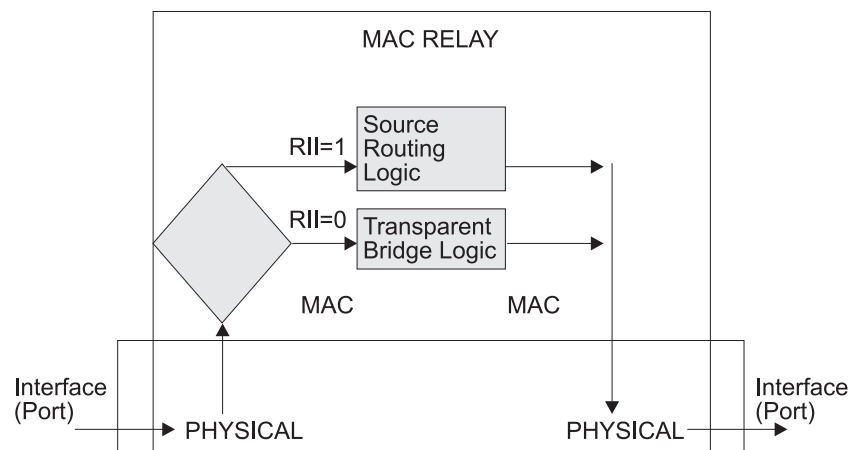 MAC RELAY
RII=1
Source
Routing
Logic
RII=0
Transparent
Bridge Logic
MAC
MAC
Interface
(Port)
PHYSICAL
PHYSICAL
Interface
(Port)